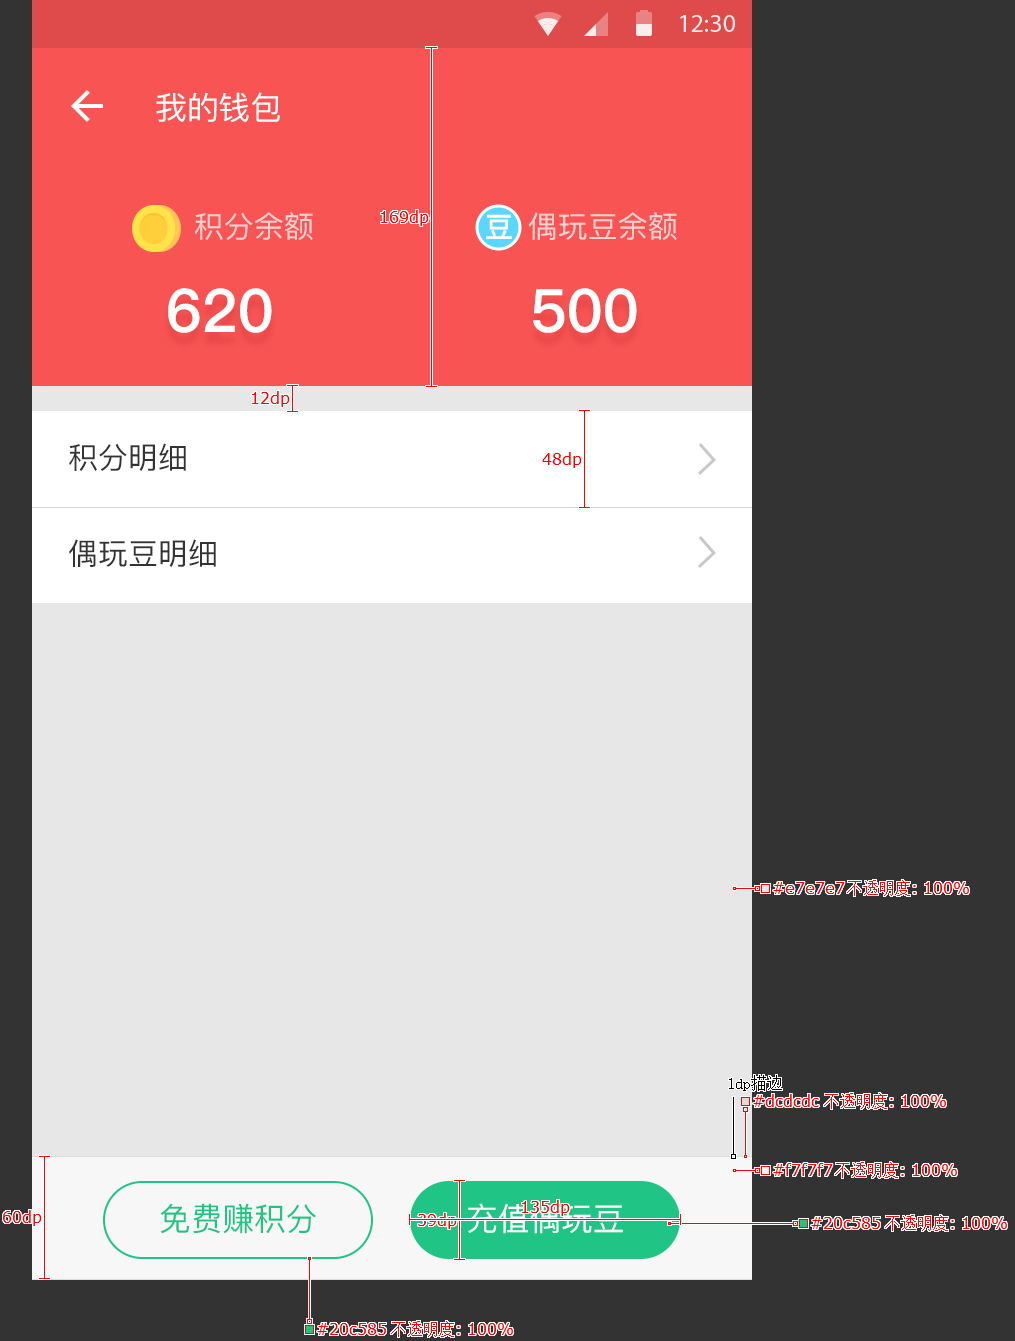 12:30
我的钱包
169dp
积分余额
偶玩豆余额
豆
620
500
12dp
积分明细
48dp
偶玩豆明细
#e7e7e7不透明度: 100%
1dp描边
#dcdcdc 不透明度: 100%
#f7f7f7不透明度: 100%
60dp
免费赚积分
39dp
充值偶玩豆
135dp
#20c585 不透明度: 100%
#20c585 不透明度: 100%